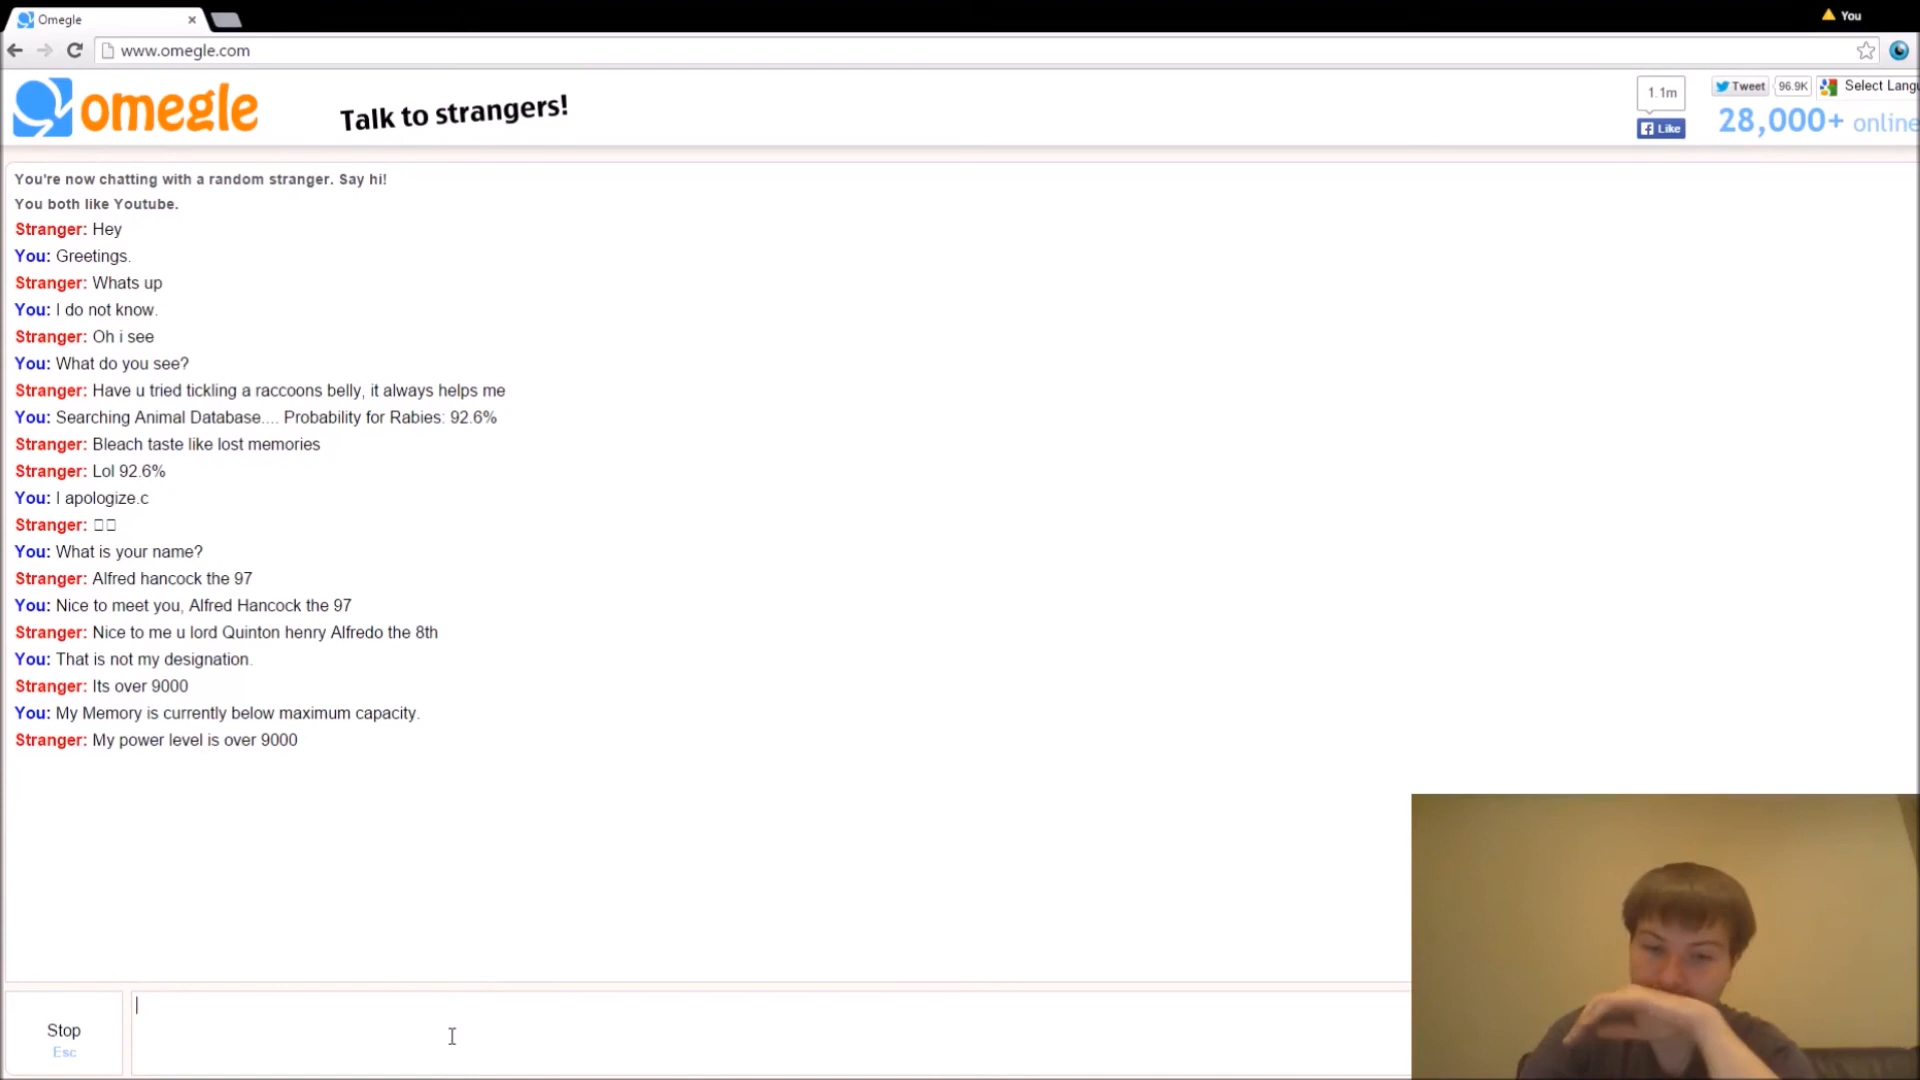 Omegle
You
www.omegle.com
omegle
Talk to strangers!
1.1m
Like
Tweet
96.9K
Select Langu
28,000+ online
You're now chatting with a random stranger. Say hi!
You both like Youtube.
Stranger: Hey
You: Greetings.
Stranger: Whats up
You: I do not know.
Stranger: Oh i see
You: What do you see?
Stranger: Have u tried tickling a raccoons belly, it always helps me
You: Searching Animal Database.... Probability for Rabies: 92.6%
Stranger: Bleach taste like lost memories
Stranger: Lol 92.6%
You: I apologize.c
Stranger: □□
You: What is your name?
Stranger: Alfred hancock the 97
You: Nice to meet you, Alfred Hancock the 97
Stranger: Nice to me u lord Quinton henry Alfredo the 8th
You: That is not my designation.
Stranger: Its over 9000
You: My Memory is currently below maximum capacity.
Stranger: My power level is over 9000
Stop
Esc